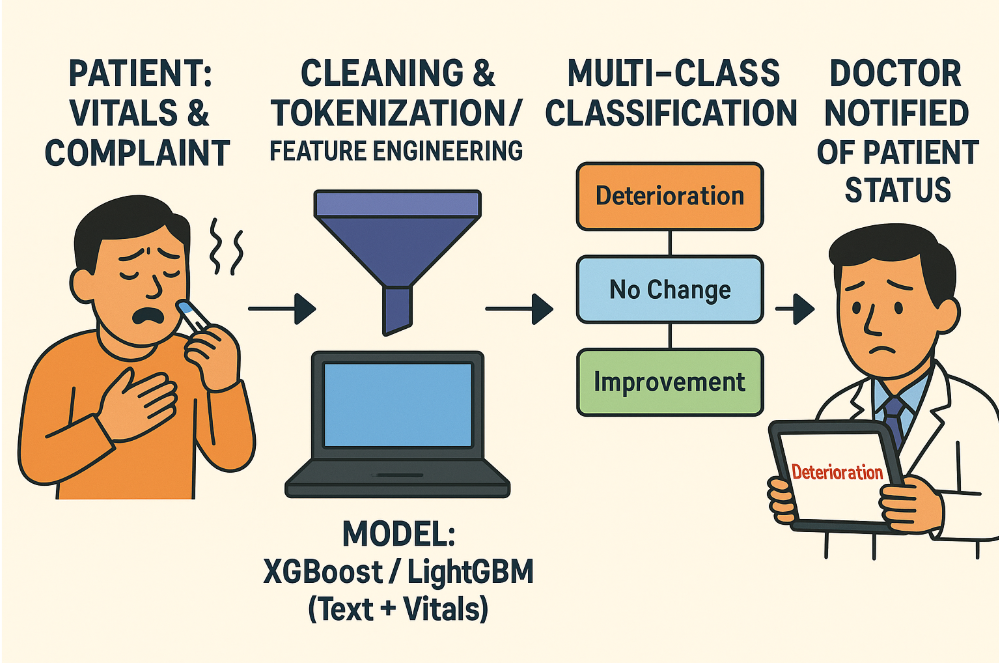 PATIENT:
VITALS &
COMPLAINT
CLEANING &
TOKENIZATION/
FEATURE ENGINEERING
MULTI-CLASS
CLASSIFICATION
DOCTOR
NOTIFIED
OF PATIENT
STATUS
Deterioration
No Change
Improvement
Deterioration
MODEL:
XGBoost / LightGBM
(Text + Vitals)